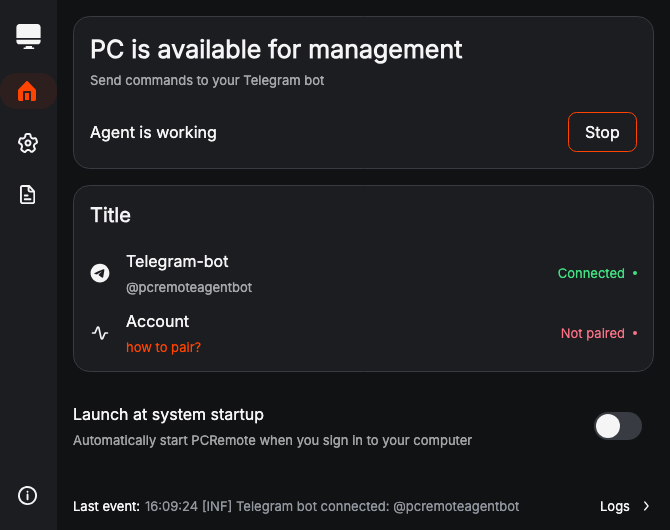 PC is available for management
Send commands to your Telegram bot
Agent is working
Stop
Title
Telegram-bot
@pcremoteagentbot
Connected
Account
how to pair?
Not paired
Launch at system startup
Automatically start PCRemote when you sign in to your computer
Last event: 16:09:24 [INF] Telegram bot connected: @pcremoteagentbot
Logs